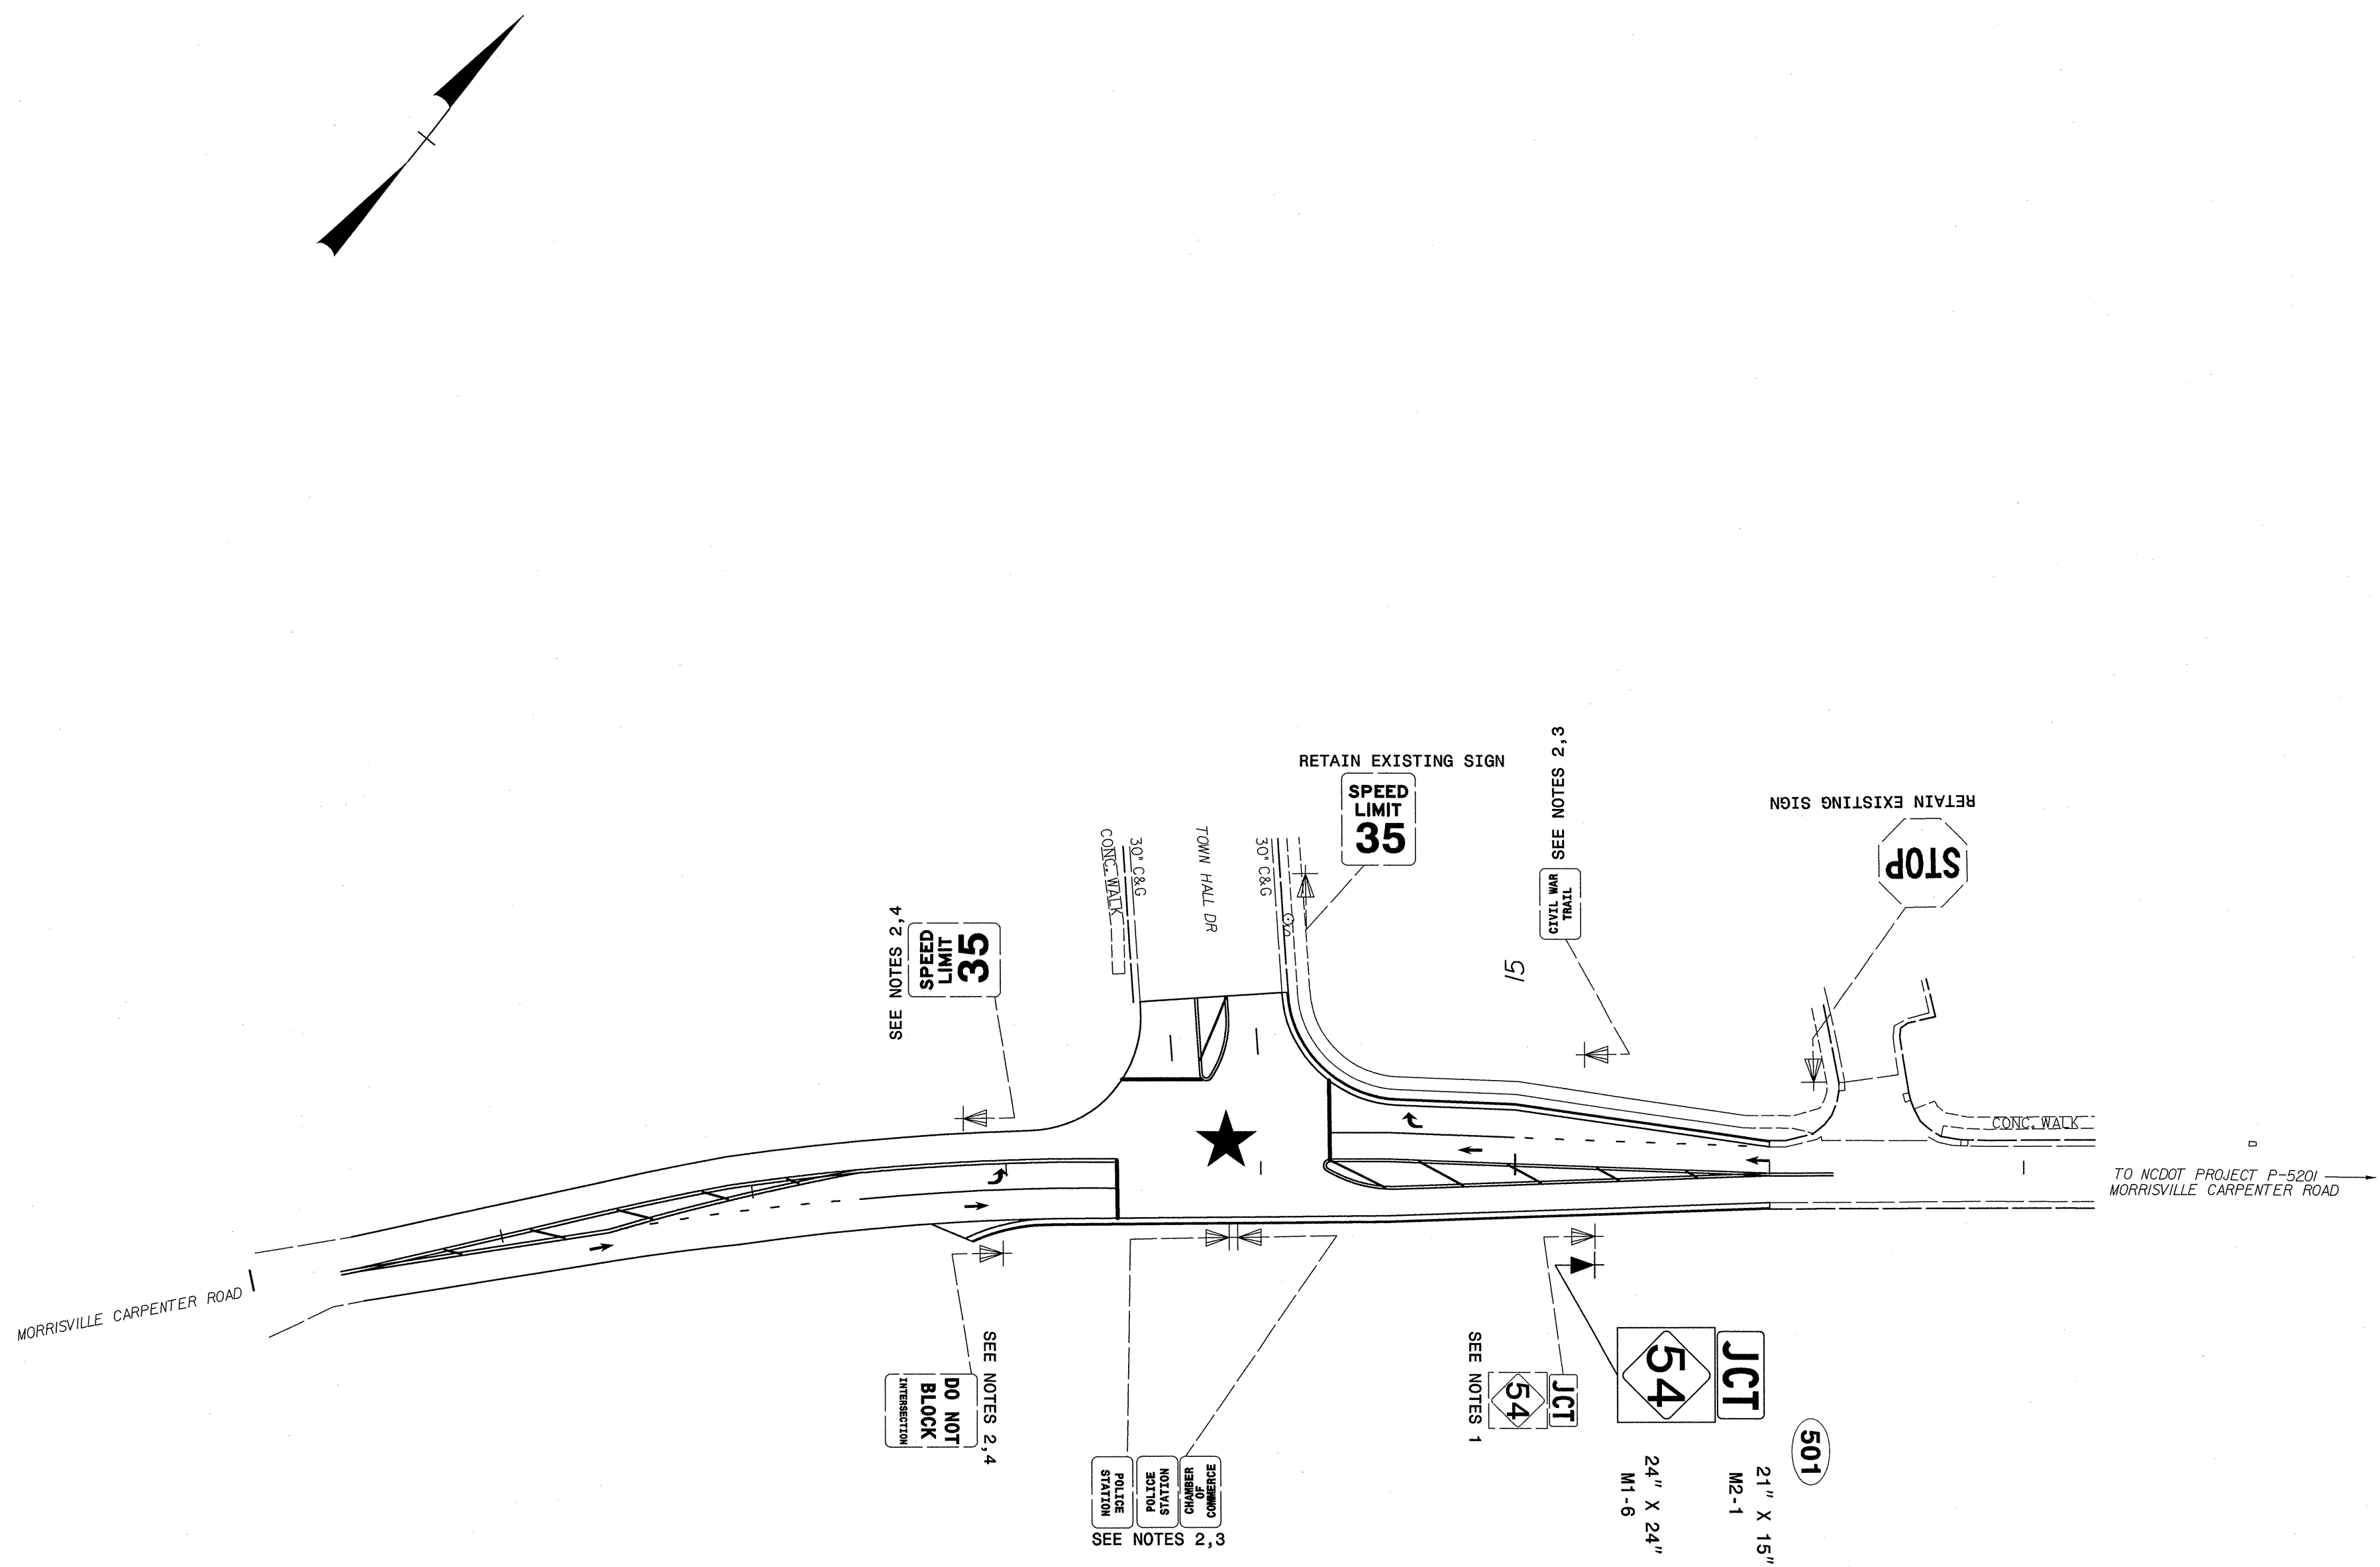 RETAIN EXISTING SIGN
SPEED
LIMIT
35
SEE NOTES 2,3
CIVIL WAR
TRAIL
RETAIN EXISTING SIGN
STOP
CONC. WALK
30" C&G
TOWN HALL DR
30" C&G
S
15
SEE NOTES 2,4
SPEED
LIMIT
35
CONC. WALK
TO NCDOT PROJECT P-5201
MORRISVILLE CARPENTER ROAD
MORRISVILLE CARPENTER ROAD
SEE NOTES 2,4
DO NOT
BLOCK
INTERSECTION
POLICE
STATION
POLICE
STATION
CHAMBER
OF
COMMERCE
SEE NOTES 2,3
SEE NOTES 1
JCT
54
JCT
54
501
21" X 15"
M2-1
24" X 24"
M1-6